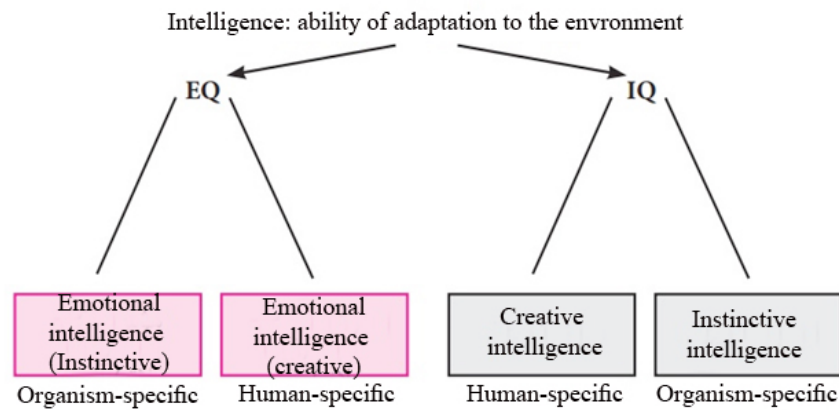 Intelligence: ability of adaptation to the envronment
EQ
IQ
Emotional
intelligence
(Instinctive)
Organism-specific
Emotional
intelligence
(creative)
Human-specific
Creative
intelligence
Human-specific
Instinctive
intelligence
Organism-specific